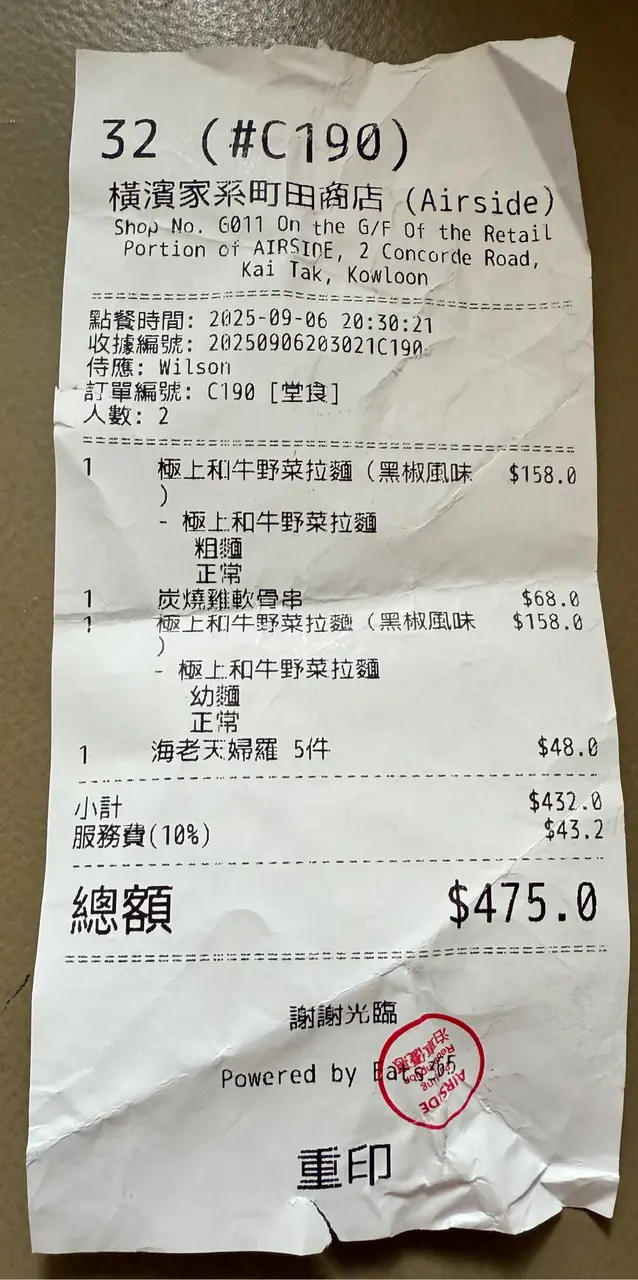 32 (#C190)
橫濱家系町田商店 (Airside)
Shop No. G011 On the G/F Of the Retail
Portion of AIRSIDE, 2 Concorde Road,
Kai Tak, Kowloon
點餐時間: 2025-09-06 20:30:21
收據編號: 20250906203021C190
侍應: Wilson
訂單編號: C190 [堂食]
人數: 2
1 極上和牛野菜拉麵 (黑椒風味 $158.0
)
- 極上和牛野菜拉麵
粗麵
正常
1 炭燒雞軟骨串 $68.0
1 極上和牛野菜拉麵 (黑椒風味 $158.0
)
- 極上和牛野菜拉麵
幼麵
正常
1 海老天婦羅 5件 $48.0
小計 $432.0
服務費(10%) $43.2
總額 $475.0
謝謝光臨
Powered by Eats365
泊車優惠
Parking
Redemption
AIRSIDE
重印